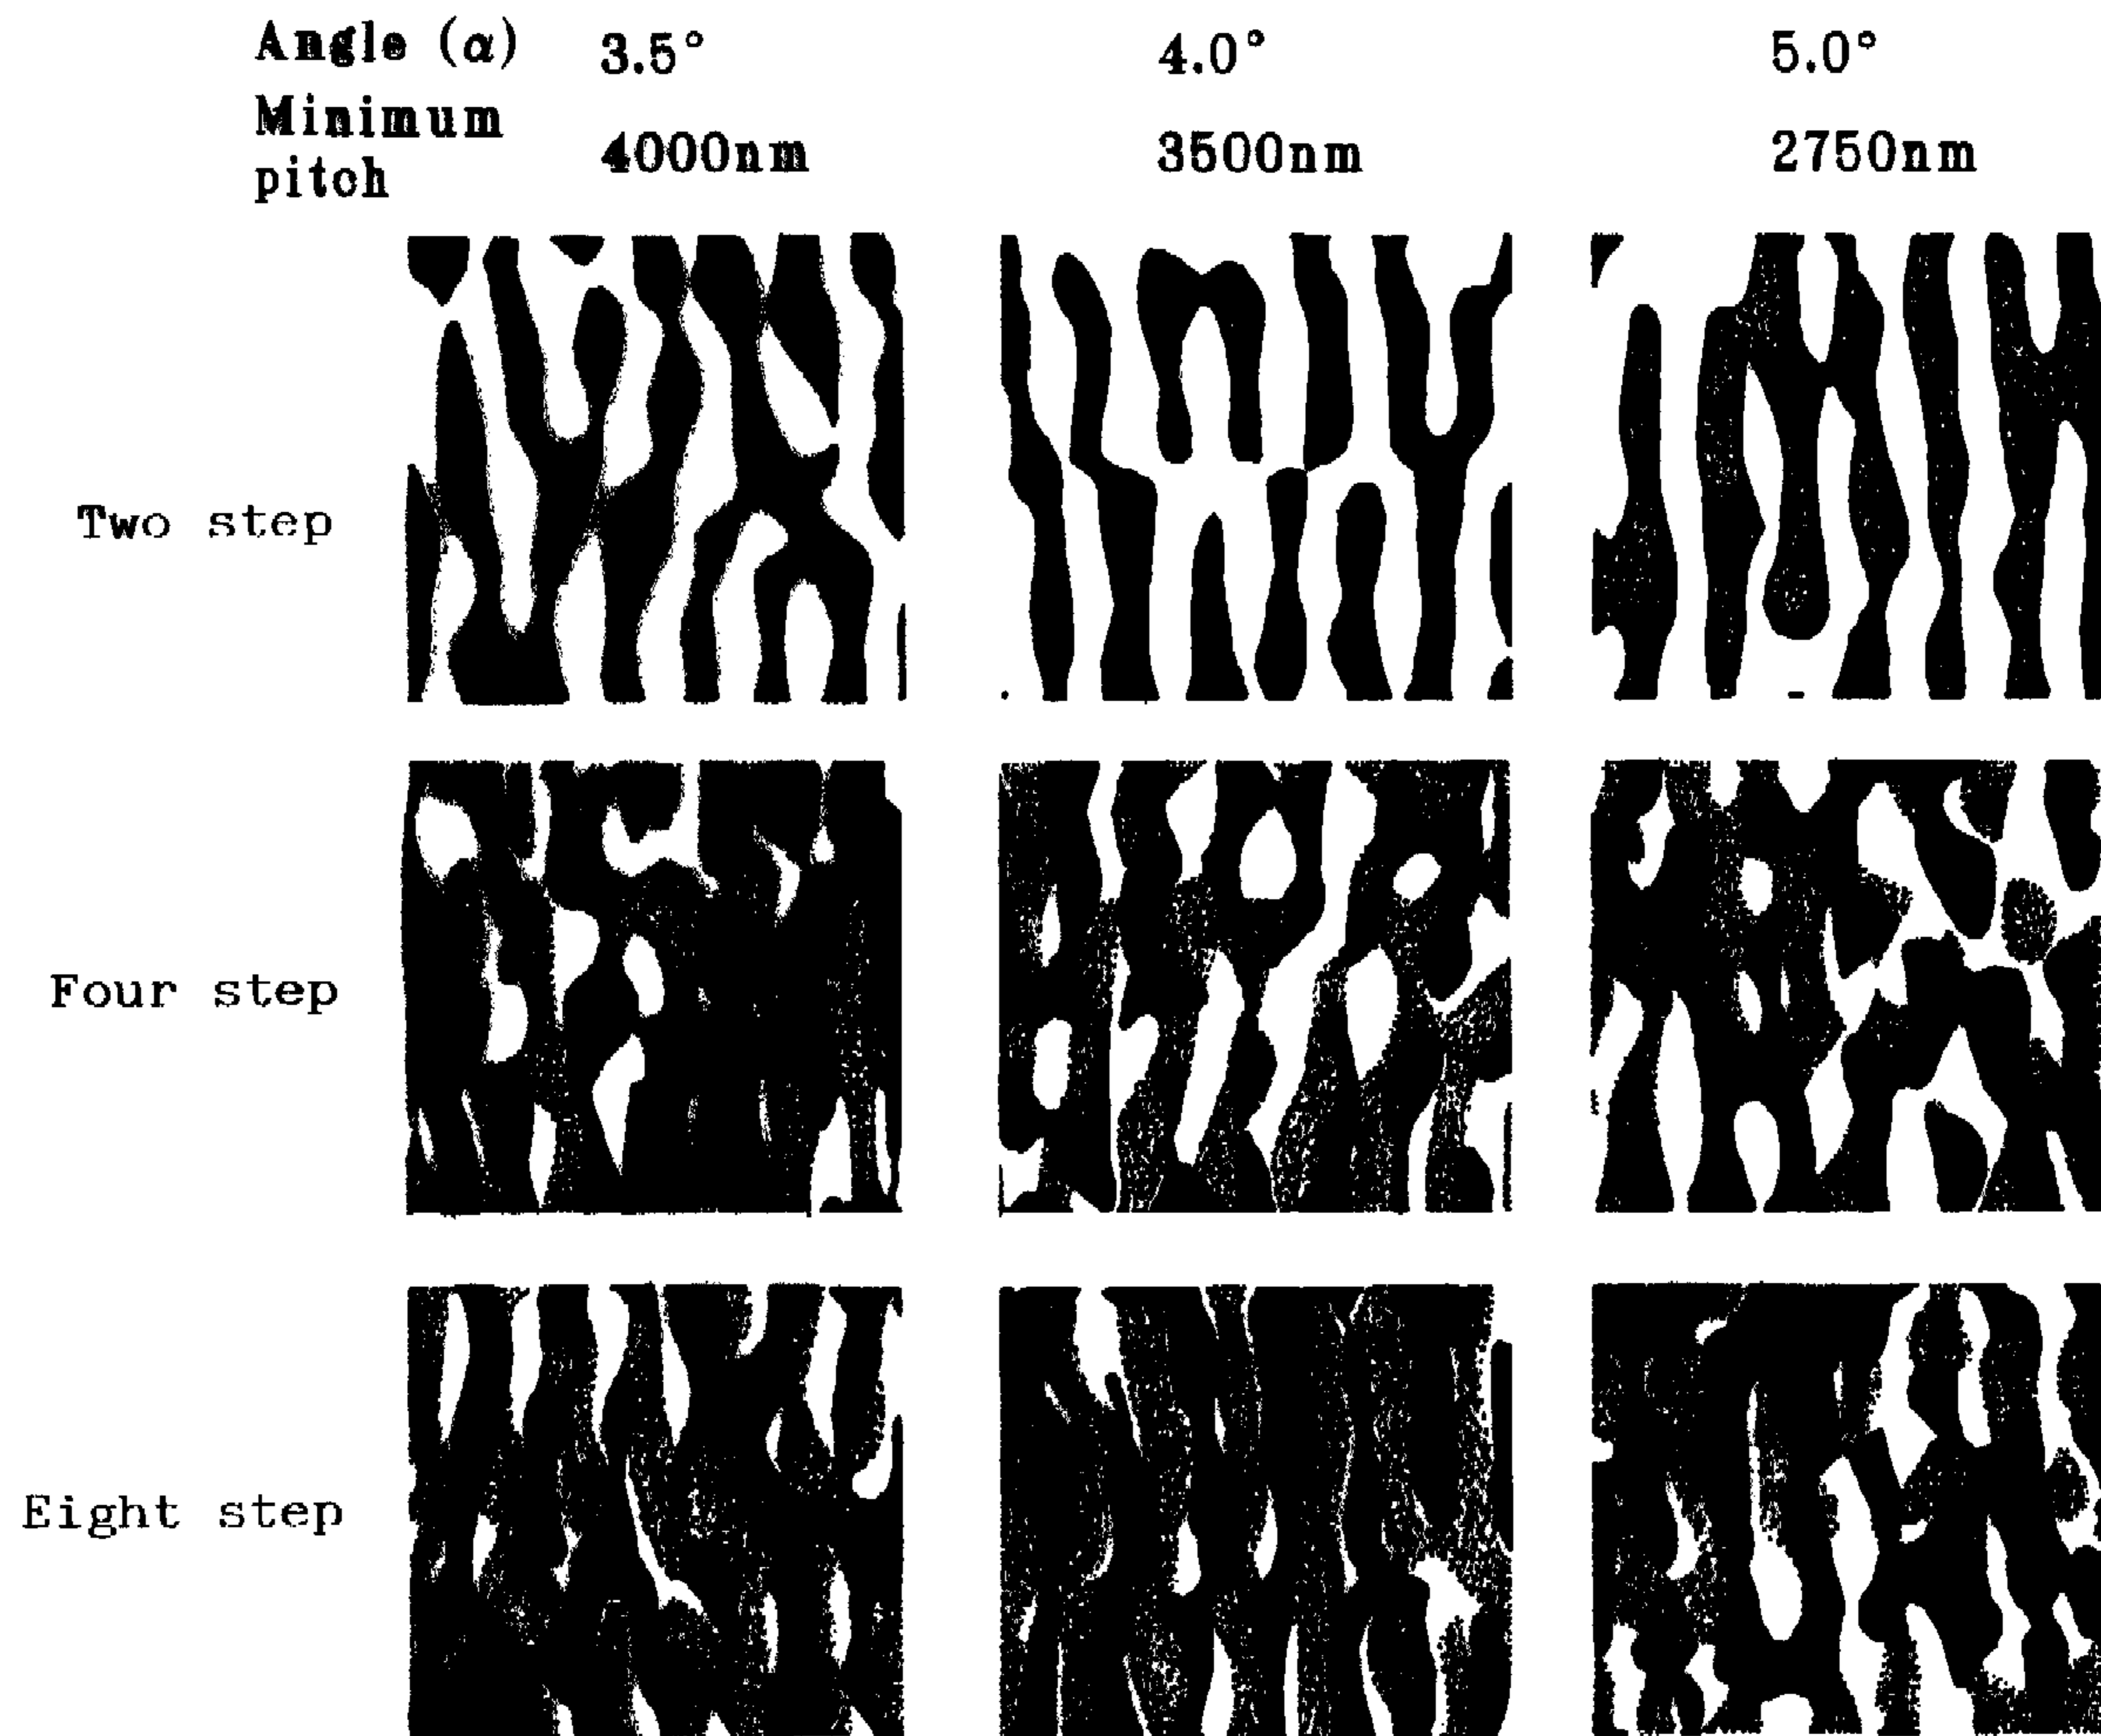 Angle (α) 3.5° 4.0° 5.0°
Minimum
pitch 4000nm 3500nm 2750nm
Two step
Four step
Eight step